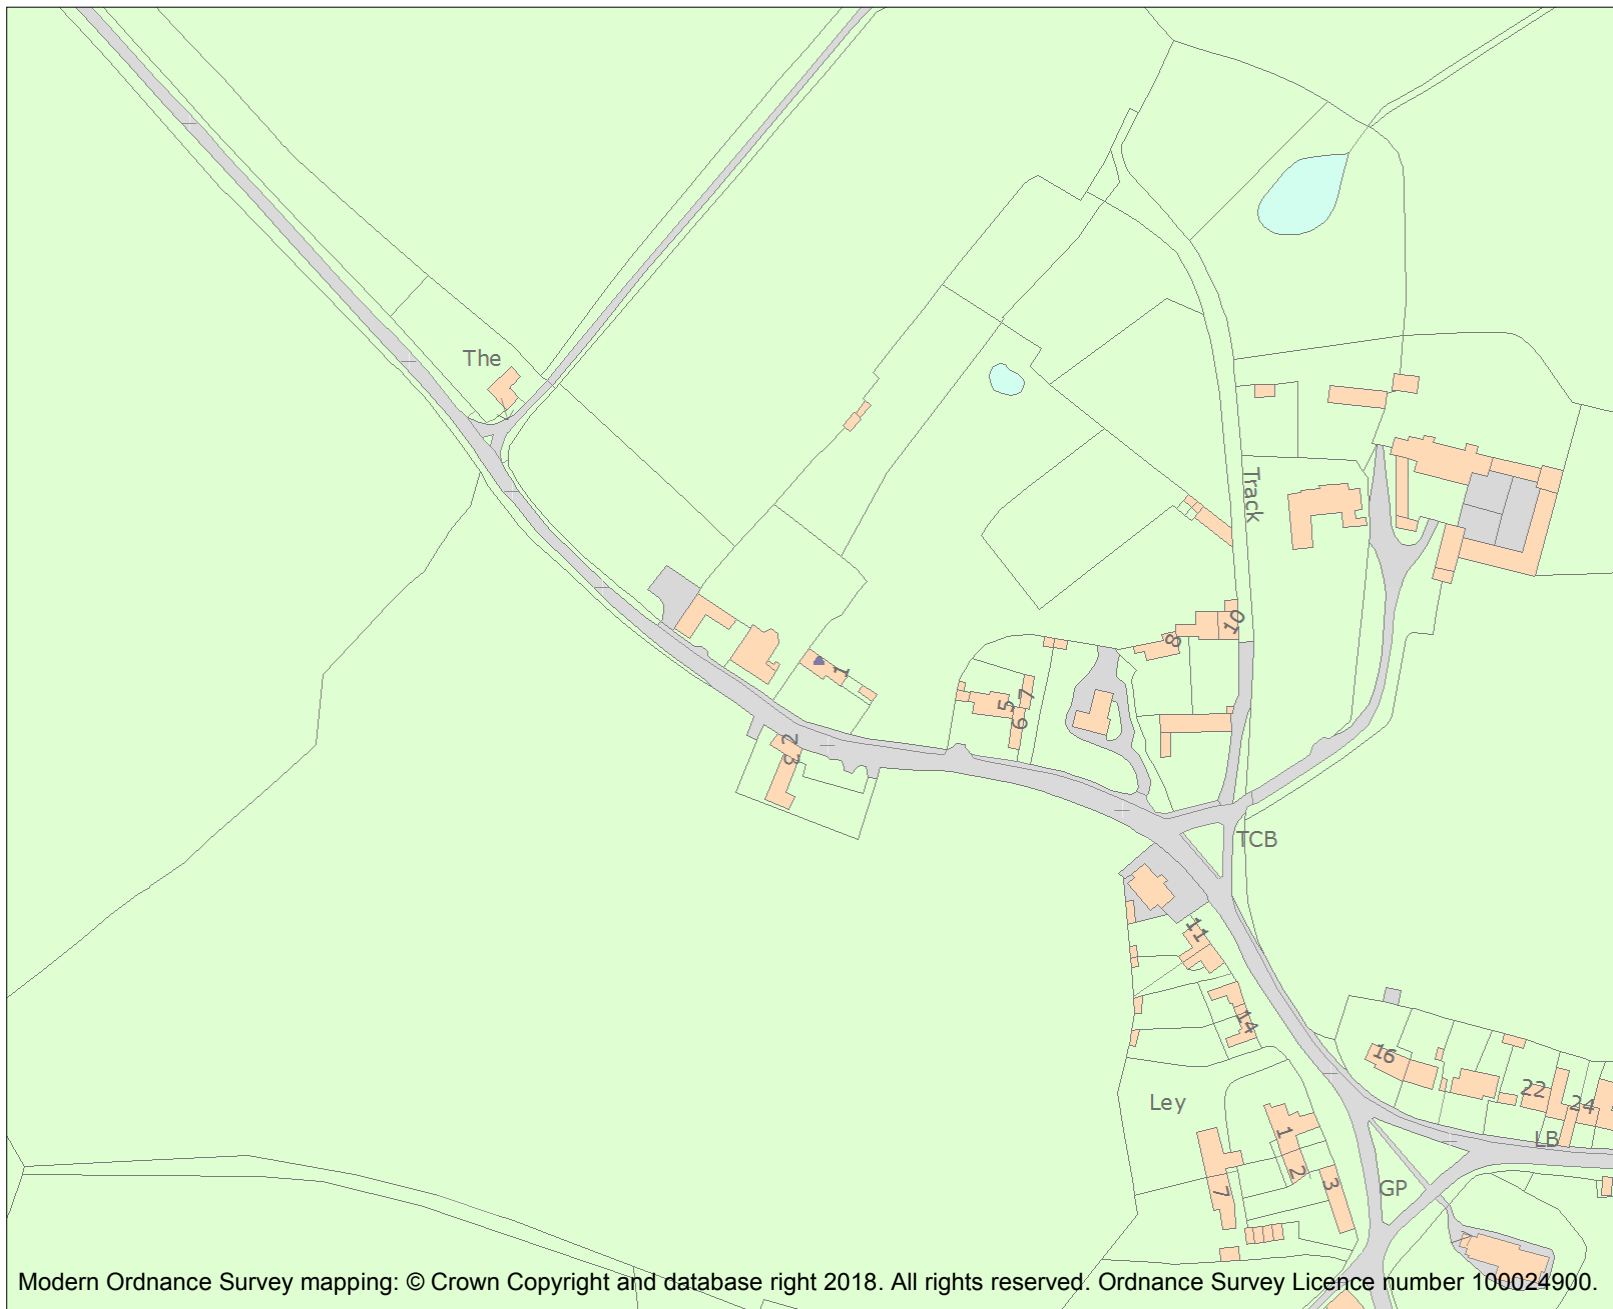 The
Track
10
8
1
5
7
6
2
3
TCB
11
14
16
22
24
LB
Ley
1
2
3
7
GP
Modern Ordnance Survey mapping: © Crown Copyright and database right 2018. All rights reserved. Ordnance Survey Licence number 100024900.